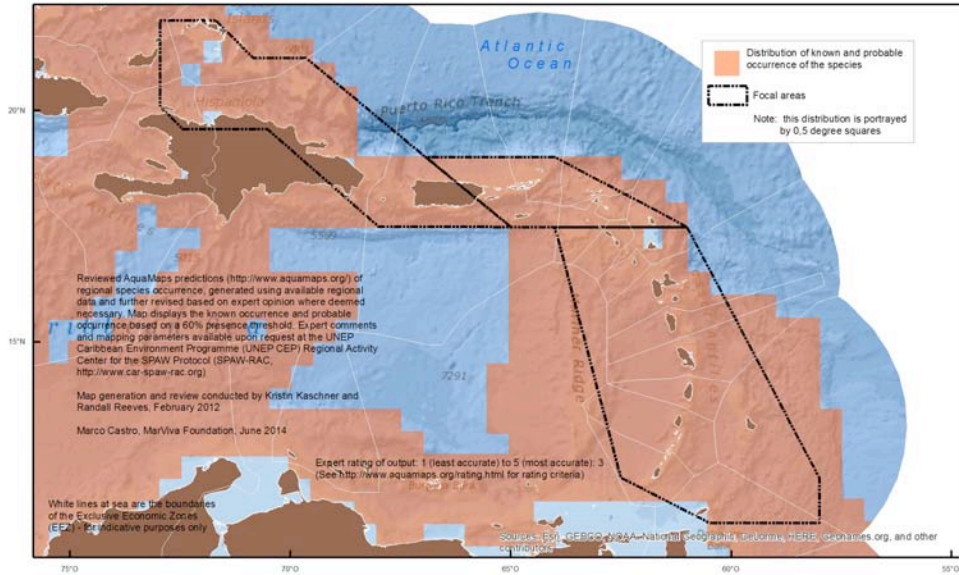 Islands
Atlantic
Ocean
Distribution of known and probable
occurrence of the species
Focal areas
Note: this distribution is portrayed
by 0,5 degree squares
20°N
Hispaniola
Puerto Rico Trench
5599
5015
Reviewed AquaMaps predictions (http://www.aquamaps.org/) of
regional species occurrence, generated using available regional
data and further revised based on expert opinion where deemed
necessary. Map displays the known occurrence and probable
occurrence based on a 60% presence threshold. Expert comments
and mapping parameters available upon request at the UNEP
Caribbean Environment Programme (UNEP CEP) Regional Activity
Center for the SPAW Protocol (SPAW-RAC,
http://www.car-spaw-rac.org)
15°N
Ridge
7291
Map generation and review conducted by Kristin Kaschner and
Randall Reeves, February 2012
Marco Castro, MarViva Foundation, June 2014
Expert rating of output: 1 (least accurate) to 5 (most accurate): 3
(See http://www.aquamaps.org/rating.html for rating criteria)
White lines at sea are the boundaries
of the Exclusive Economic Zones
(EEZ) - for indicative purposes only
Sources: Esri, GEBCO, NOAA, National Geographic, DeLorme, HERE, Geonames.org, and other
contributors
75°O
70°O
65°O
60°O
55°O